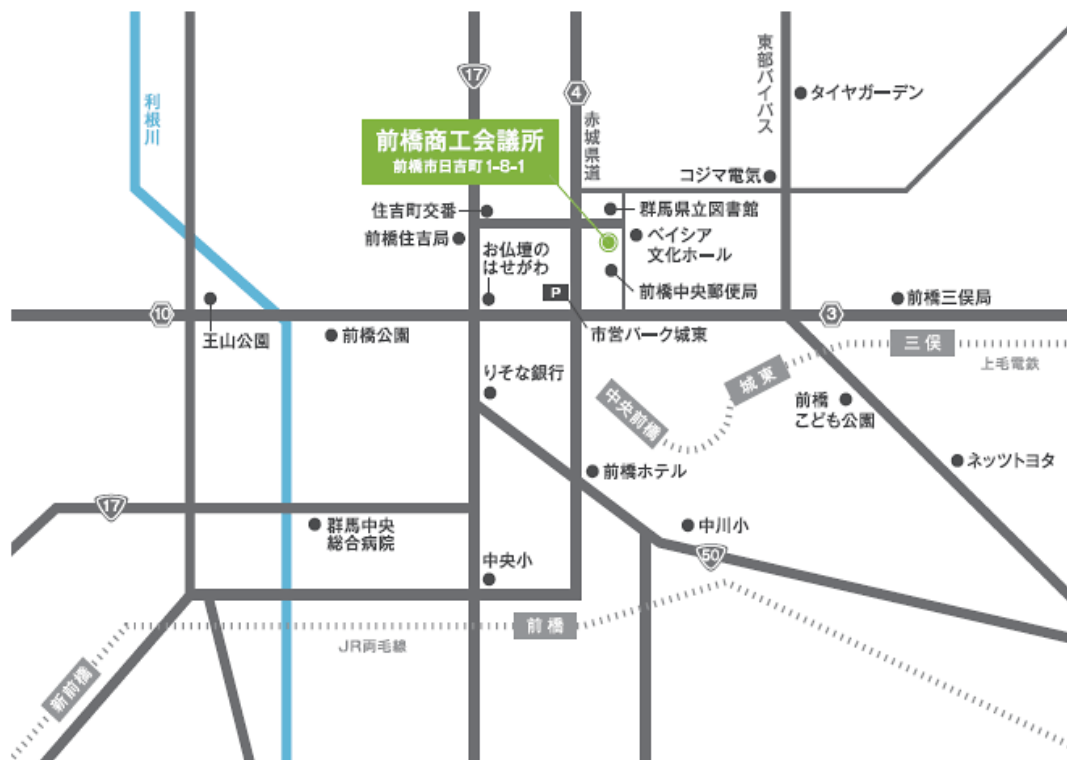 17
4
利根川
東部バイパス
タイヤガーデン
前橋商工会議所
前橋市日吉町1-8-1
赤城県道
コジマ電気
住吉町交番
群馬県立図書館
前橋住吉局
お仏壇の
はせがわ
ベイシア
文化ホール
前橋中央郵便局
P
前橋三俣局
10
3
王山公園
前橋公園
市営パーク城東
三俣
上毛電鉄
りそな銀行
城東
中央前橋
前橋
こども公園
前橋ホテル
ネッツトヨタ
17
群馬中央
総合病院
中川小
50
中央小
前橋
JR両毛線
新前橋